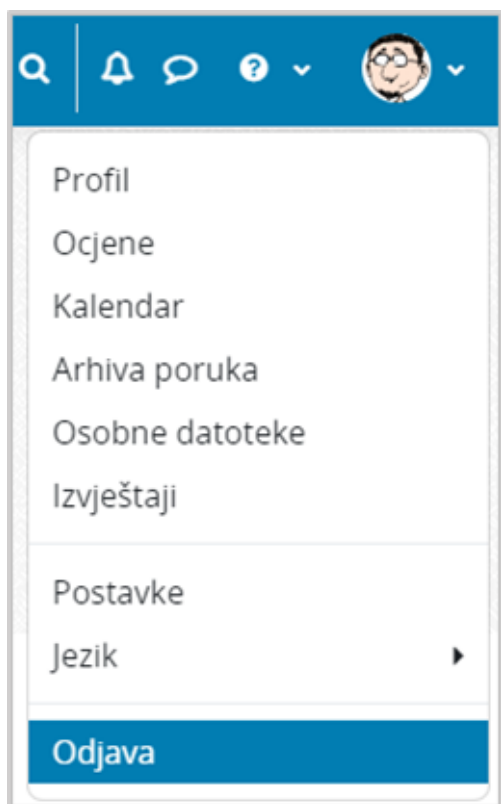 Profil
Ocjene
Kalendar
Arhiva poruka
Osobne datoteke
Izvještaji
Postavke
Jezik
Odjava